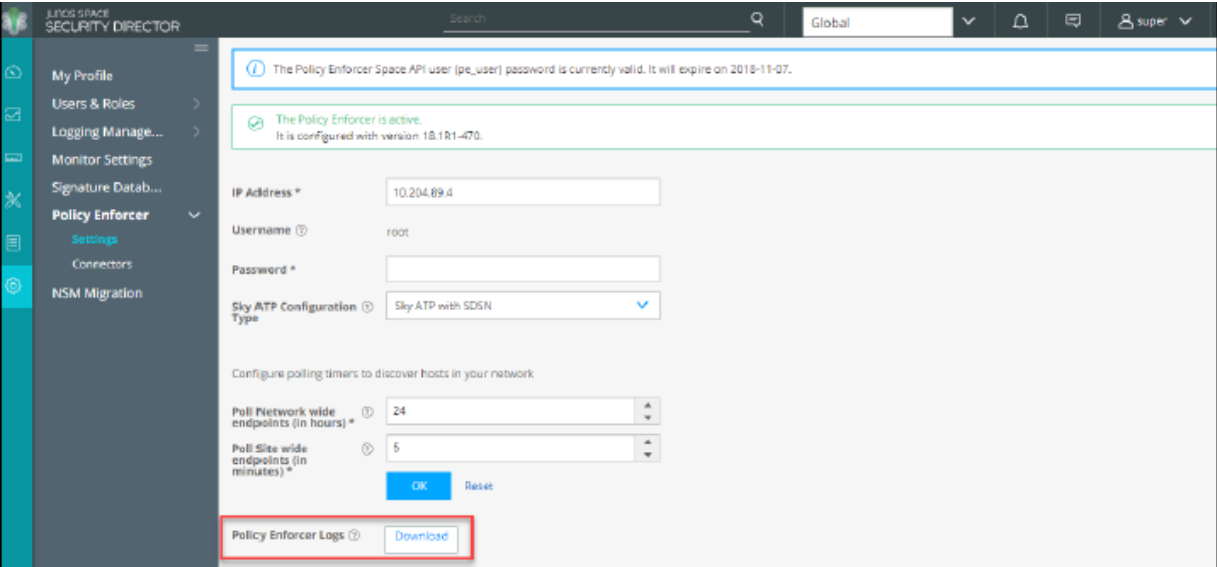 JUNOS SPACE
SECURITY DIRECTOR
Search
Global
super
My Profile
Users & Roles
Logging Manage...
Monitor Settings
Signature Datab...
Policy Enforcer
Settings
Connectors
NSM Migration
The Policy Enforcer Space API user (pe_user) password is currently valid. It will expire on 2018-11-07.
The Policy Enforcer is active.
It is configured with version 18.1R1-470.
IP Address *
10.204.89.4
Username
root
Password *
Sky ATP Configuration
Type
Sky ATP with SDSN
Configure polling timers to discover hosts in your network
Poll Network wide
endpoints (in hours) *
24
Poll Site wide
endpoints (in
minutes) *
5
OK Reset
Policy Enforcer Logs
Download